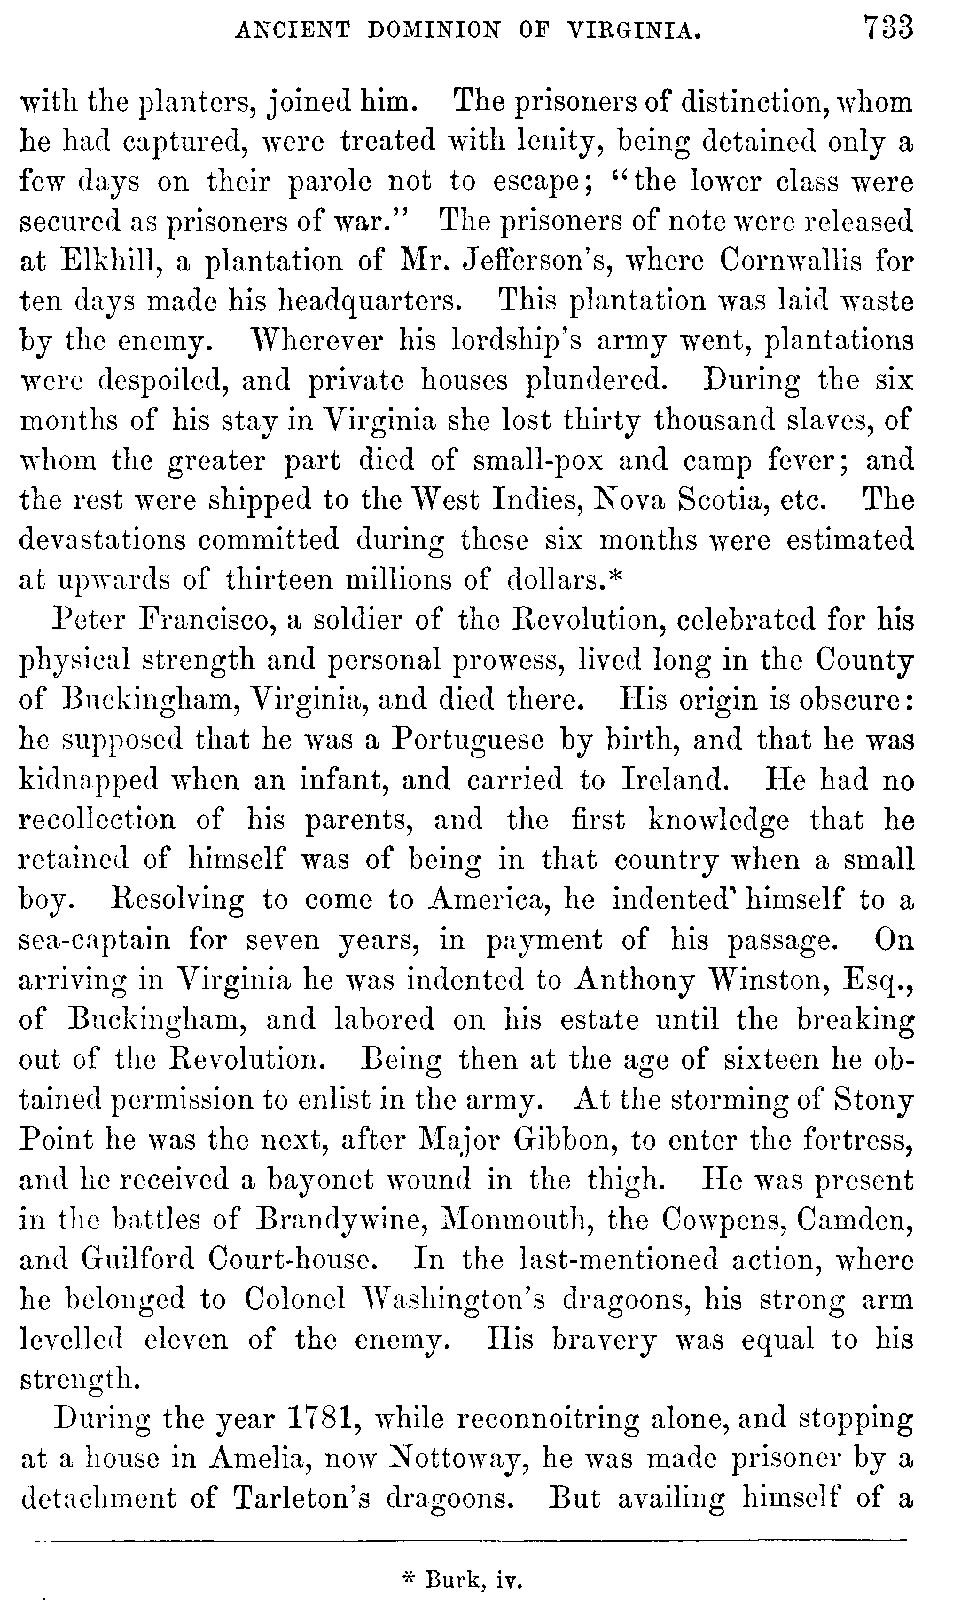 ANCIENT DOMINION OF VIRGINIA. 733
with the planters, joined him. The prisoners of distinction, whom
he had captured, were treated with lenity, being detained only a
few days on their parole not to escape; "the lower class were
secured as prisoners of war." The prisoners of note were released
at Elkhill, a plantation of Mr. Jefferson's, where Cornwallis for
ten days made his headquarters. This plantation was laid waste
by the enemy. Wherever his lordship's army went, plantations
were despoiled, and private houses plundered. During the six
months of his stay in Virginia she lost thirty thousand slaves, of
whom the greater part died of small-pox and camp fever; and
the rest were shipped to the West Indies, Nova Scotia, etc. The
devastations committed during these six months were estimated
at upwards of thirteen millions of dollars.*
Peter Francisco, a soldier of the Revolution, celebrated for his
physical strength and personal prowess, lived long in the County
of Buckingham, Virginia, and died there. His origin is obscure:
he supposed that he was a Portuguese by birth, and that he was
kidnapped when an infant, and carried to Ireland. He had no
recollection of his parents, and the first knowledge that he
retained of himself was of being in that country when a small
boy. Resolving to come to America, he indented' himself to a
sea-captain for seven years, in payment of his passage. On
arriving in Virginia he was indented to Anthony Winston, Esq.,
of Buckingham, and labored on his estate until the breaking
out of the Revolution. Being then at the age of sixteen he ob-
tained permission to enlist in the army. At the storming of Stony
Point he was the next, after Major Gibbon, to enter the fortress,
and he received a bayonet wound in the thigh. He was present
in the battles of Brandywine, Monmouth, the Cowpens, Camden,
and Guilford Court-house. In the last-mentioned action, where
he belonged to Colonel Washington's dragoons, his strong arm
levelled eleven of the enemy. His bravery was equal to his
strength.
During the year 1781, while reconnoitring alone, and stopping
at a house in Amelia, now Nottoway, he was made prisoner by a
detachment of Tarleton's dragoons. But availing himself of a
* Burk, iv.